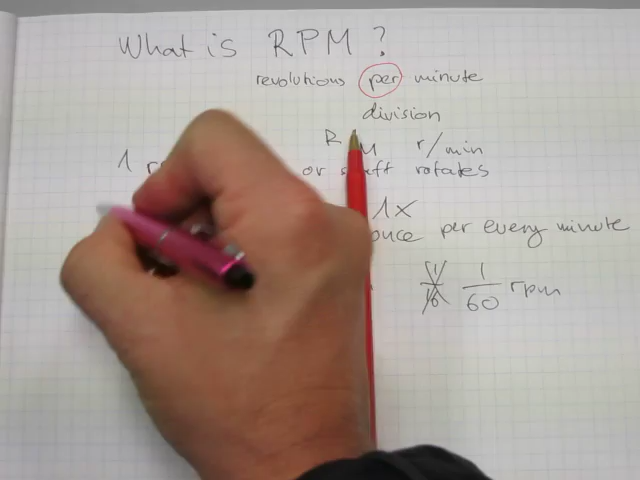 What is RPM ?
revolutions per minute
division
R M r/min
1 or shaft rotates
1x
once per every minute
1/60 rpm